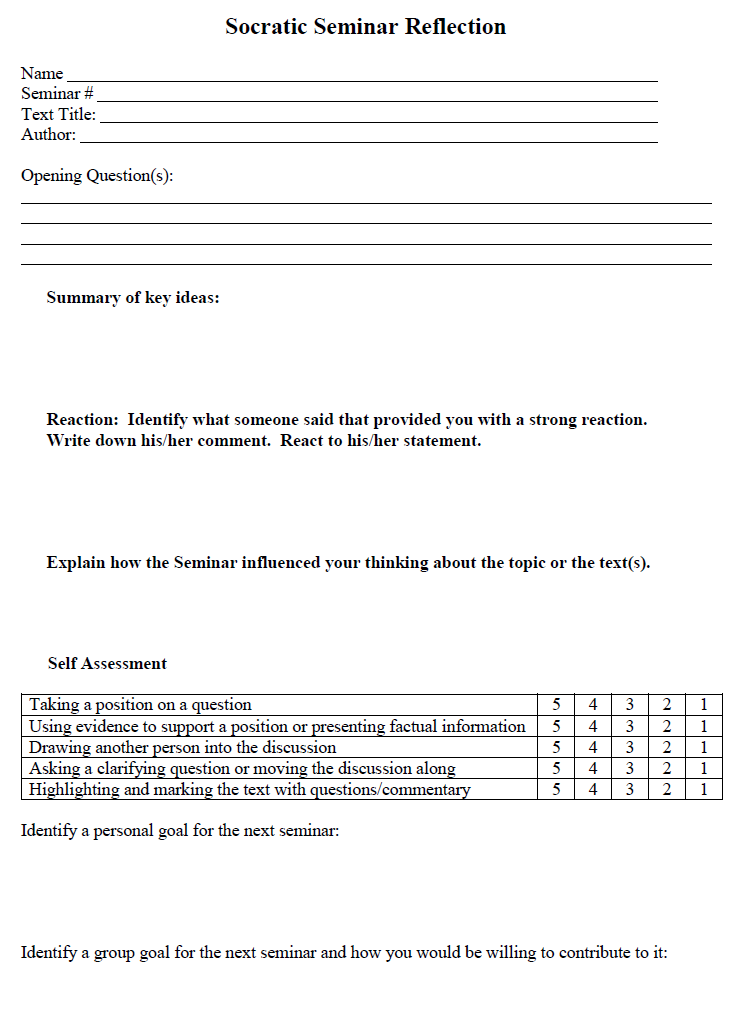 Socratic Seminar Reflection
Name
Seminar #
Text Title:
Author:
Opening Question(s):
Summary of key ideas:
Reaction:  Identify what someone said that provided you with a strong reaction.
Write down his/her comment.  React to his/her statement.
Explain how the Seminar influenced your thinking about the topic or the text(s).
Self Assessment
Taking a position on a question 5 4 3 2 1
Using evidence to support a position or presenting factual information 5 4 3 2 1
Drawing another person into the discussion 5 4 3 2 1
Asking a clarifying question or moving the discussion along 5 4 3 2 1
Highlighting and marking the text with questions/commentary 5 4 3 2 1
Identify a personal goal for the next seminar:
Identify a group goal for the next seminar and how you would be willing to contribute to it: